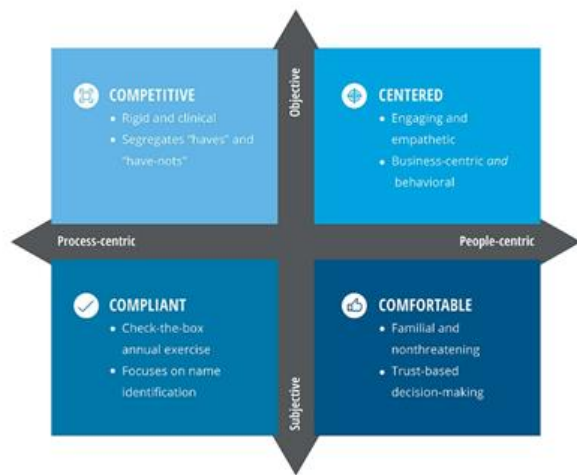 COMPETITIVE
• Rigid and clinical
• Segregates "haves" and
"have-nots"
Objective
CENTERED
• Engaging and
empathetic
• Business-centric and
behavioral
Process-centric
People-centric
COMPLIANT
• Check-the-box
annual exercise
• Focuses on name
identification
Subjective
COMFORTABLE
• Familial and
nonthreatening
• Trust-based
decision-making